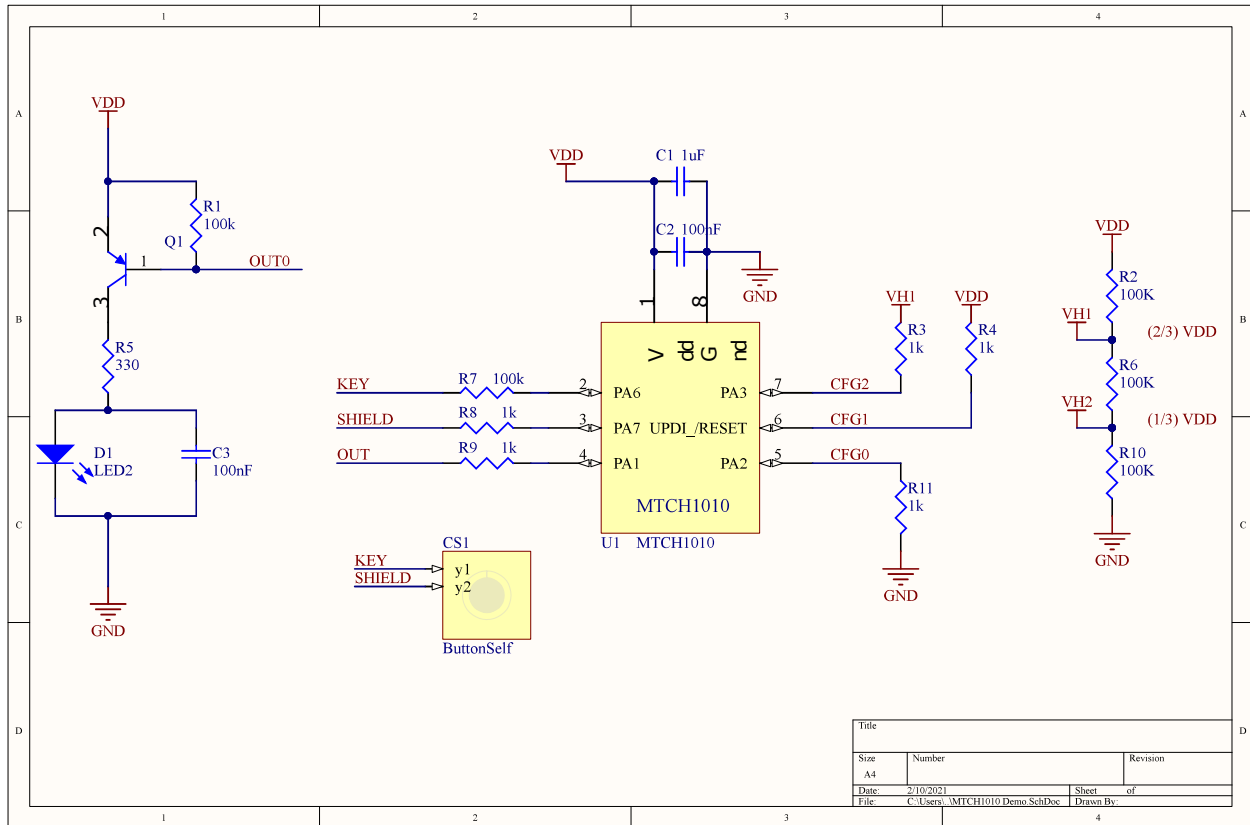 1 2 3 4
A A
B B
C C
D D
1 2 3 4
VDD
R1
100k
Q1
2
1
3
OUT0
R5
330
D1
LED2
C3
100nF
GND
VDD
C1 1uF
C2 100nF
GND
1 8
V dd G nd
KEY R7 100k 2 PA6
SHIELD R8 1k 3 PA7
OUT R9 1k 4 PA1
PA3 7 CFG2
UPDI_/RESET 6 CFG1
PA2 5 CFG0
MTCH1010
U1 MTCH1010
VH1
R3
1k
VDD
R4
1k
R11
1k
GND
CS1
KEY y1
SHIELD y2
ButtonSelf
VDD
R2
100K
VH1 (2/3) VDD
R6
100K
VH2 (1/3) VDD
R10
100K
GND
Title
Size Number Revision
A4
Date: 2/10/2021 Sheet of
File: C:\Users\..\MTCH1010 Demo.SchDoc Drawn By: